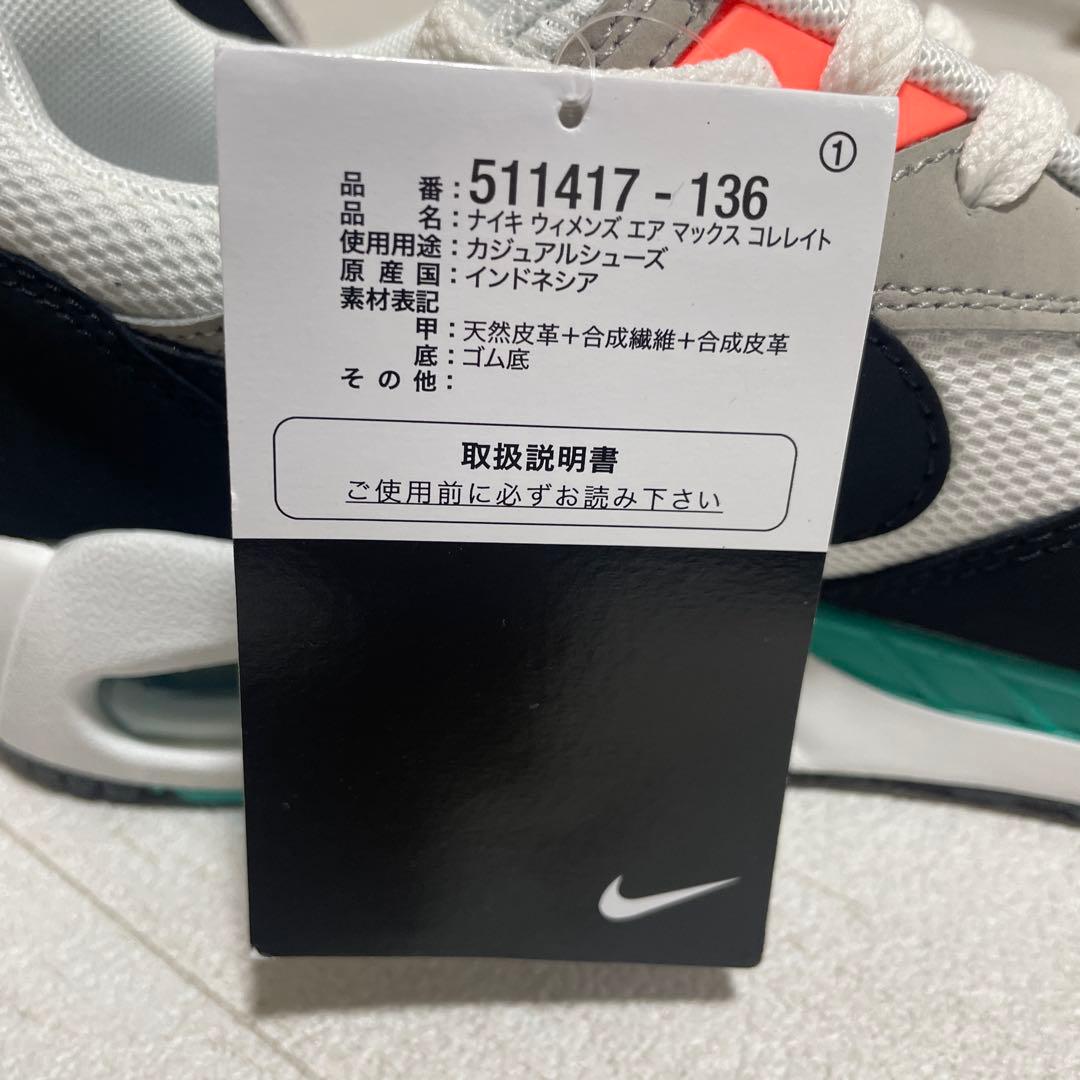 ①
品番:511417-136
品名:ナイキ ウィメンズ エア マックス コレレイト
使用用途:カジュアルシューズ
原産国:インドネシア
素材表記
甲:天然皮革+合成繊維+合成皮革
底:ゴム底
その他:
取扱説明書
ご使用前に必ずお読み下さい